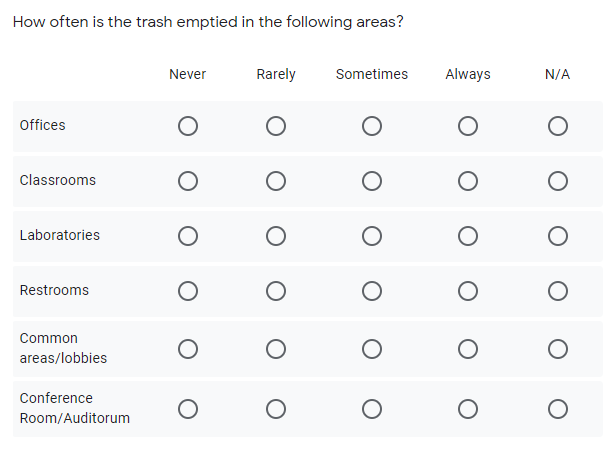 How often is the trash emptied in the following areas?
Never Rarely Sometimes Always N/A
Offices
Classrooms
Laboratories
Restrooms
Common
areas/lobbies
Conference
Room/Auditorum